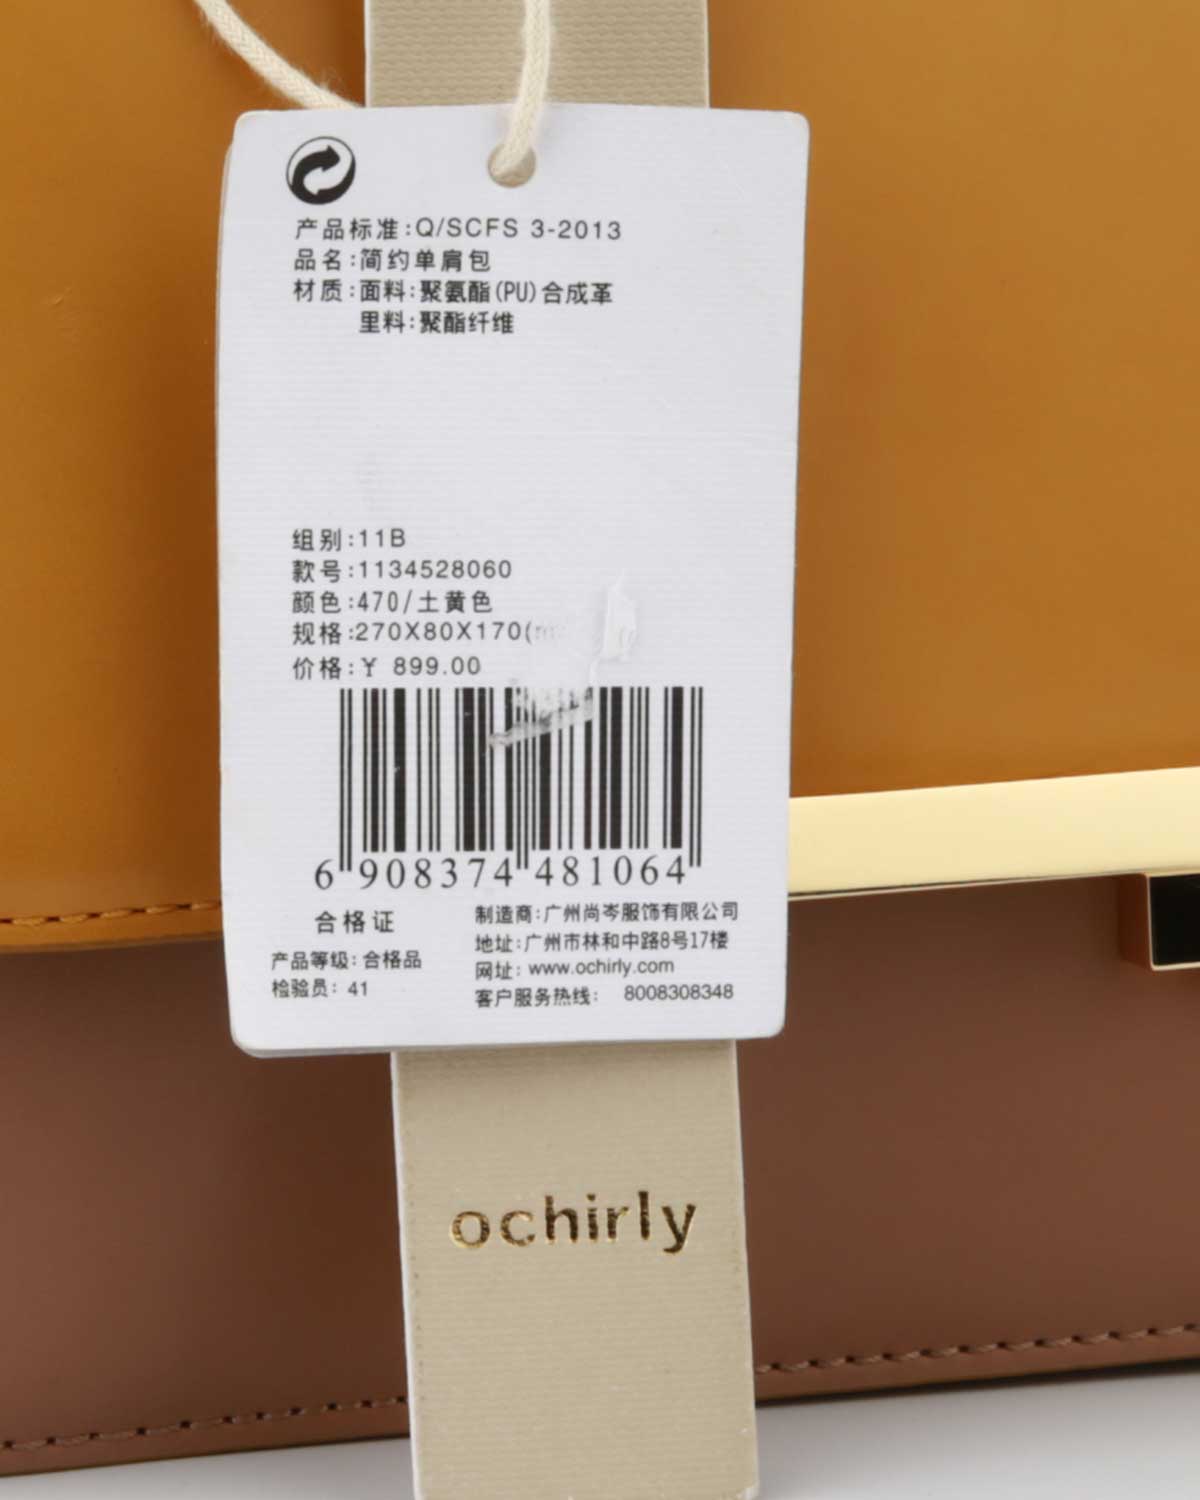 产品标准:Q/SCFS 3-2013
品名:简约单肩包
材质:面料:聚氨酯(PU)合成革
里料:聚酯纤维
组别:11B
款号:1134528060
颜色:470/土黄色
规格:270X80X170(
价格:¥ 899.00
6 908374 481064
合格证
产品等级:合格品
检验员: 41
制造商:广州尚岑服饰有限公司
地址:广州市林和中路8号17楼
网址: www.ochirly.com
客户服务热线: 8008308348
ochirly